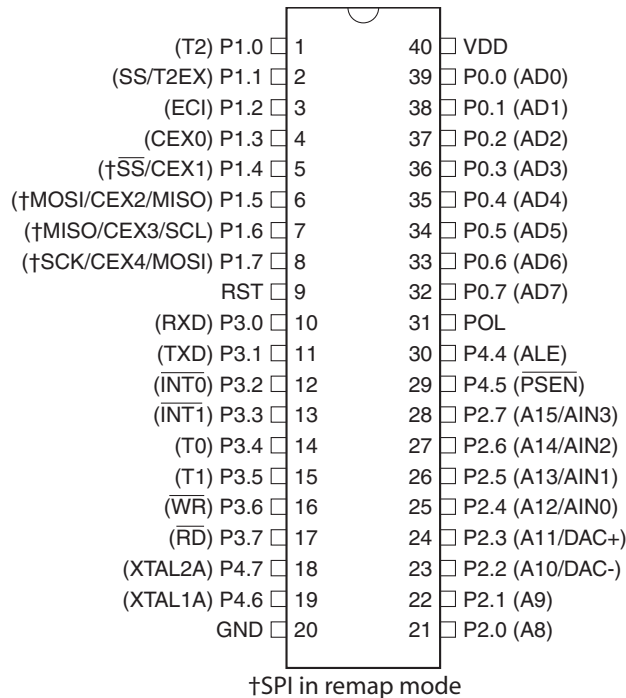 (T2) P1.0 1 40 VDD
(SS/T2EX) P1.1 2 39 P0.0 (AD0)
(ECI) P1.2 3 38 P0.1 (AD1)
(CEX0) P1.3 4 37 P0.2 (AD2)
(†S̅S̅/CEX1) P1.4 5 36 P0.3 (AD3)
(†MOSI/CEX2/MISO) P1.5 6 35 P0.4 (AD4)
(†MISO/CEX3/SCL) P1.6 7 34 P0.5 (AD5)
(†SCK/CEX4/MOSI) P1.7 8 33 P0.6 (AD6)
RST 9 32 P0.7 (AD7)
(RXD) P3.0 10 31 POL
(TXD) P3.1 11 30 P4.4 (ALE)
(I̅N̅T̅0̅) P3.2 12 29 P4.5 (P̅S̅E̅N̅)
(I̅N̅T̅1̅) P3.3 13 28 P2.7 (A15/AIN3)
(T0) P3.4 14 27 P2.6 (A14/AIN2)
(T1) P3.5 15 26 P2.5 (A13/AIN1)
(W̅R̅) P3.6 16 25 P2.4 (A12/AIN0)
(R̅D̅) P3.7 17 24 P2.3 (A11/DAC+)
(XTAL2A) P4.7 18 23 P2.2 (A10/DAC-)
(XTAL1A) P4.6 19 22 P2.1 (A9)
GND 20 21 P2.0 (A8)
†SPI in remap mode